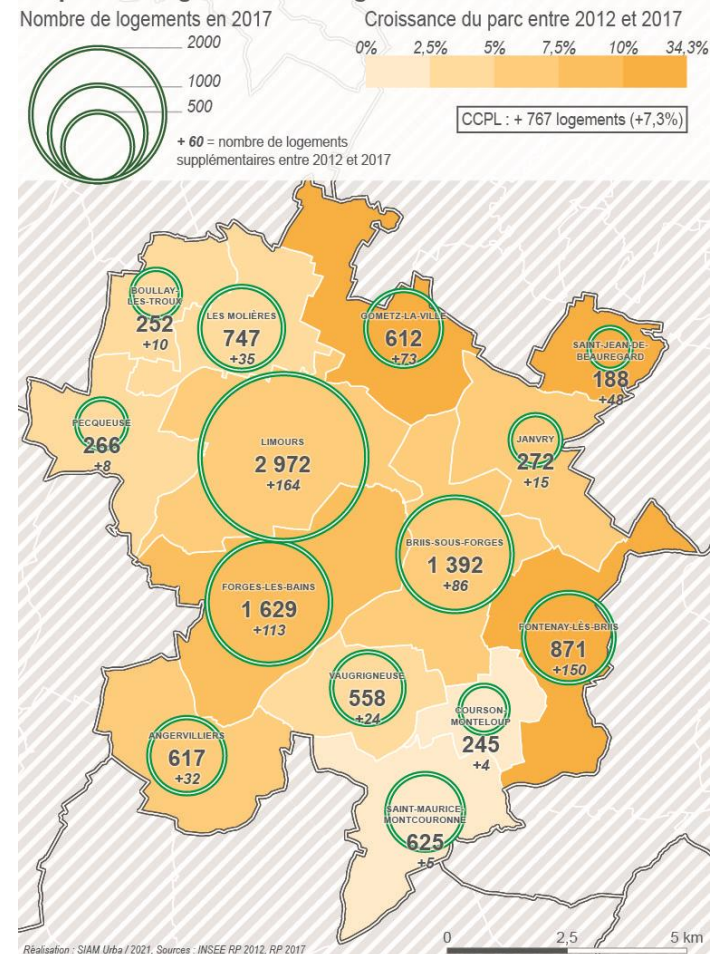 Nombre de logements en 2017
Croissance du parc entre 2012 et 2017
2000
1000
500
0% 2,5% 5% 7,5% 10% 34,3%
CCPL : + 767 logements (+7,3%)
+ 60 = nombre de logements
supplémentaires entre 2012 et 2017
BOULLAY-
LES-TROUX
252
+10
LES MOLIÈRES
747
+35
GOMETZ-LA-VILLE
612
+73
SAINT-JEAN-DE-
BEAUREGARD
188
+48
PECQUEUSE
266
+8
LIMOURS
2 972
+164
JANVRY
272
+15
BRIIS-SOUS-FORGES
1 392
+86
FORGES-LES-BAINS
1 629
+113
FONTENAY-LÈS-BRIIS
871
+150
VAUGRIGNEUSE
558
+24
COURSON-
MONTELOUP
245
+4
ANGERVILLIERS
617
+32
SAINT-MAURICE-
MONTCOURONNE
625
+5
Réalisation : SIAM Urba / 2021, Sources : INSEE RP 2012, RP 2017
0 2,5 5 km